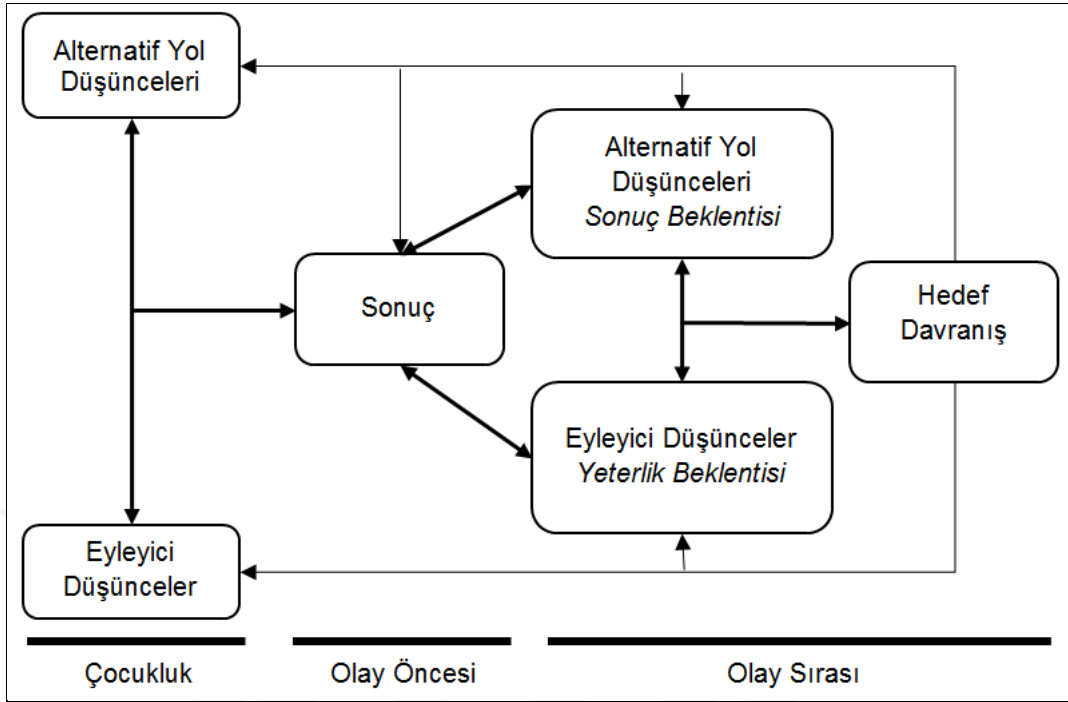 Alternatif Yol
Düşünceleri
Alternatif Yol
Düşünceleri
Sonuç Beklentisi
Sonuç
Hedef
Davranış
Eyleyici Düşünceler
Yeterlik Beklentisi
Eyleyici
Düşünceler
Çocukluk
Olay Öncesi
Olay Sırası